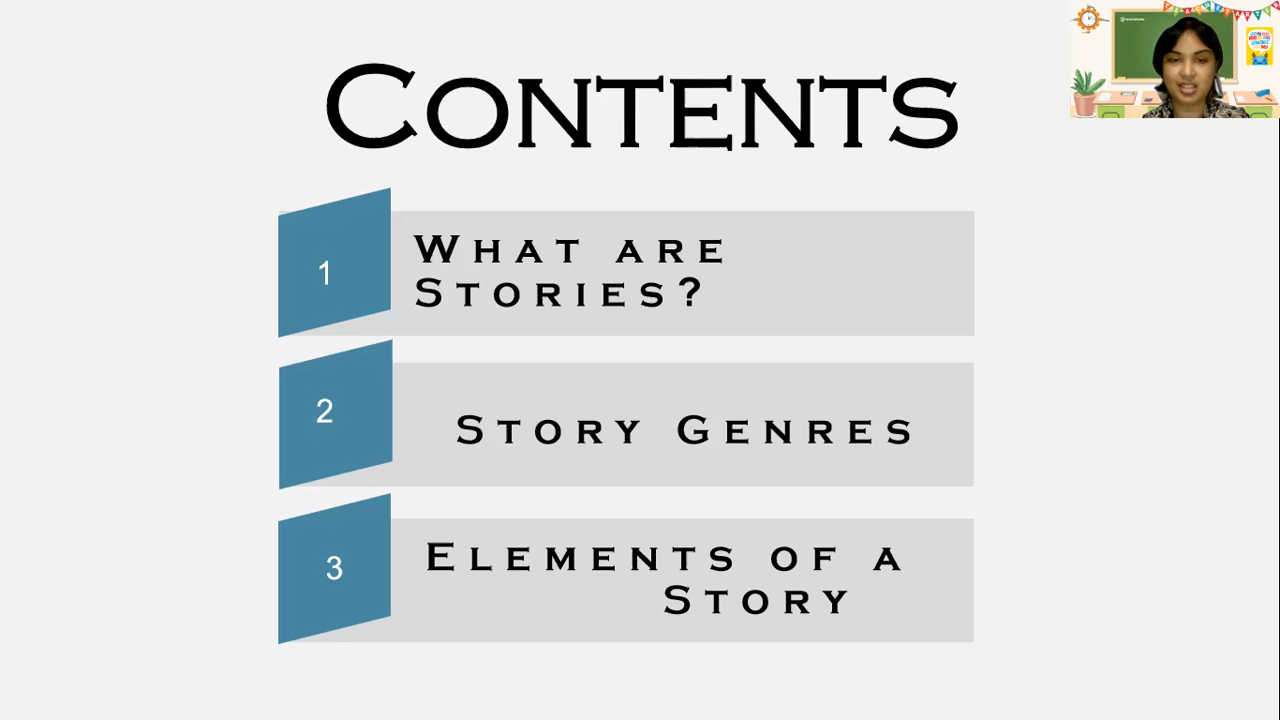 Contents
1
What are
Stories?
2
Story Genres
3
Elements of a
Story